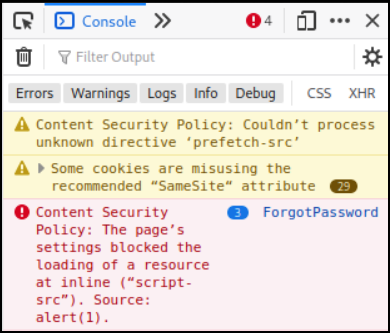 Console 4
Filter Output
Errors Warnings Logs Info Debug CSS XHR
Content Security Policy: Couldn’t process
unknown directive ‘prefetch-src’
Some cookies are misusing the
recommended “SameSite“ attribute 29
Content Security 3 ForgotPassword
Policy: The page’s
settings blocked the
loading of a resource
at inline (“script-
src”). Source:
alert(1).